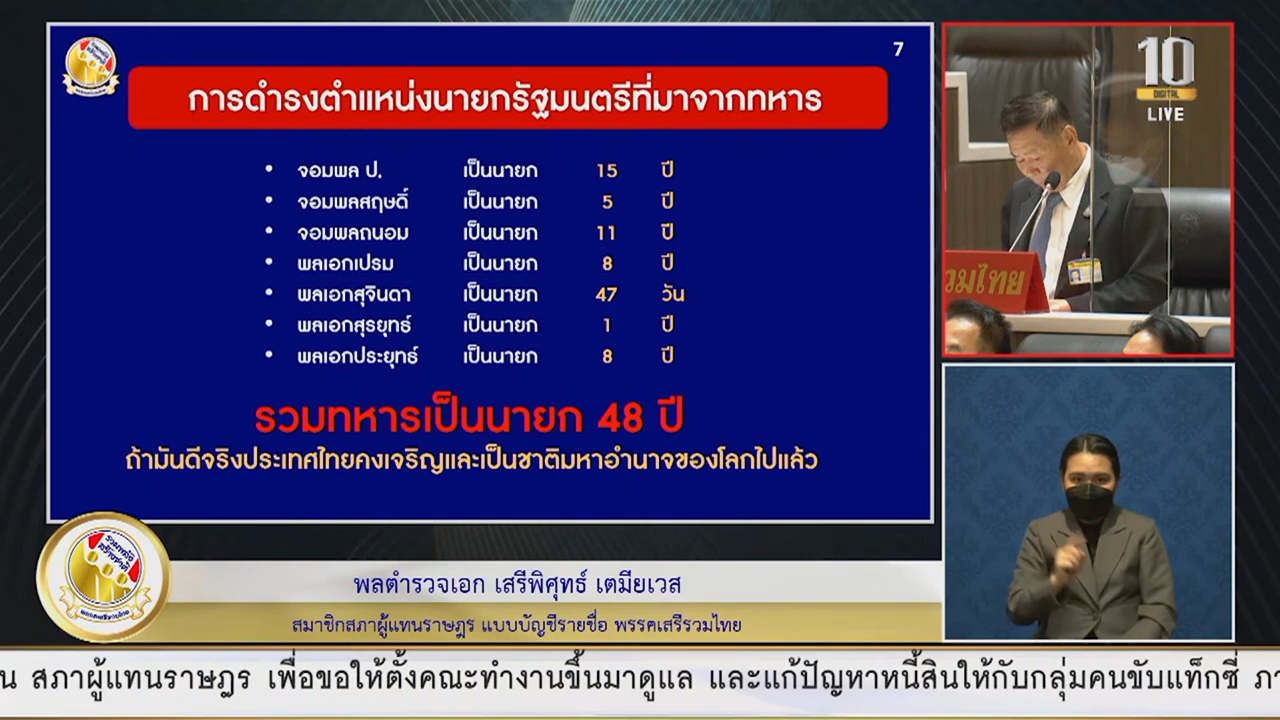 7
การดำรงตำแหน่งนายกรัฐมนตรีที่มาจากทหาร
• จอมพล ป. เป็นนายก 15 ปี
• จอมพลสฤษดิ์ เป็นนายก 5 ปี
• จอมพลถนอม เป็นนายก 11 ปี
• พลเอกเปรม เป็นนายก 8 ปี
• พลเอกสุจินดา เป็นนายก 47 วัน
• พลเอกสุรยุทธ์ เป็นนายก 1 ปี
• พลเอกประยุทธ์ เป็นนายก 8 ปี
รวมทหารเป็นนายก 48 ปี
ถ้ามันดีจริงประเทศไทยคงเจริญและเป็นชาติมหาอำนาจของโลกไปแล้ว
10
DIGITAL
LIVE
วมไทย
พลตำรวจเอก เสรีพิศุทธ์ เตมียเวส
สมาชิกสภาผู้แทนราษฎร แบบบัญชีรายชื่อ พรรคเสรีรวมไทย
น สภาผู้แทนราษฎร เพื่อขอให้ตั้งคณะทำงานขึ้นมาดูแล และแก้ปัญหาหนี้สินให้กับกลุ่มคนขับแท็กซี่ ภา